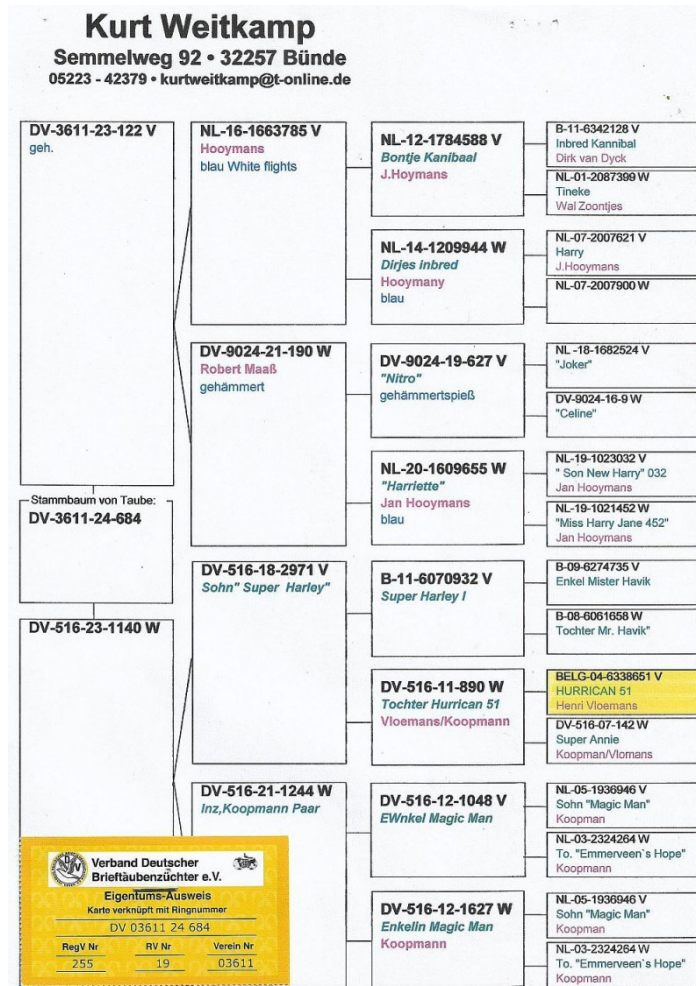 Kurt Weitkamp
Semmelweg 92 • 32257 Bünde
05223 - 42379 • kurtweitkamp@t-online.de
DV-3611-23-122 V
geh.
Stammbaum von Taube:
DV-3611-24-684
DV-516-23-1140 W
NL-16-1663785 V
Hooymans
blau White flights
DV-9024-21-190 W
Robert Maaß
gehämmert
DV-516-18-2971 V
Sohn" Super Harley"
DV-516-21-1244 W
Inz,Koopmann Paar
NL-12-1784588 V
Bontje Kanibaal
J.Hoymans
NL-14-1209944 W
Dirjes inbred
Hooymany
blau
DV-9024-19-627 V
"Nitro"
gehämmertspieß
NL-20-1609655 W
"Harriette"
Jan Hooymans
blau
B-11-6070932 V
Super Harley I
DV-516-11-890 W
Tochter Hurrican 51
Vloemans/Koopmann
DV-516-12-1048 V
EWnkel Magic Man
DV-516-12-1627 W
Enkelin Magic Man
Koopmann
B-11-6342128 V
Inbred Kannibal
Dirk van Dyck
NL-01-2087399 W
Tineke
Wal Zoontjes
NL-07-2007621 V
Harry
J.Hooymans
NL-07-2007900 W
NL -18-1682524 V
"Joker"
DV-9024-16-9 W
"Celine"
NL-19-1023032 V
" Son New Harry" 032
Jan Hooymans
NL-19-1021452 W
"Miss Harry Jane 452"
Jan Hooymans
B-09-6274735 V
Enkel Mister Havik
B-08-6061658 W
Tochter Mr. Havik"
BELG-04-6338651 V
HURRICAN 51
Henri Vloemans
DV-516-07-142 W
Super Annie
Koopman/Vlomans
NL-05-1936946 V
Sohn "Magic Man"
Koopman
NL-03-2324264 W
To. "Emmerveen`s Hope"
Koopmann
NL-05-1936946 V
Sohn "Magic Man"
Koopman
NL-03-2324264 W
To. "Emmerveen`s Hope"
Koopmann
Verband Deutscher
Brieftäubenzüchter e.V.
Eigentums-Ausweis
Karte verknüpft mit Ringnummer
DV 03611 24 684
RegV Nr
RV Nr
Verein Nr
255
19
03611